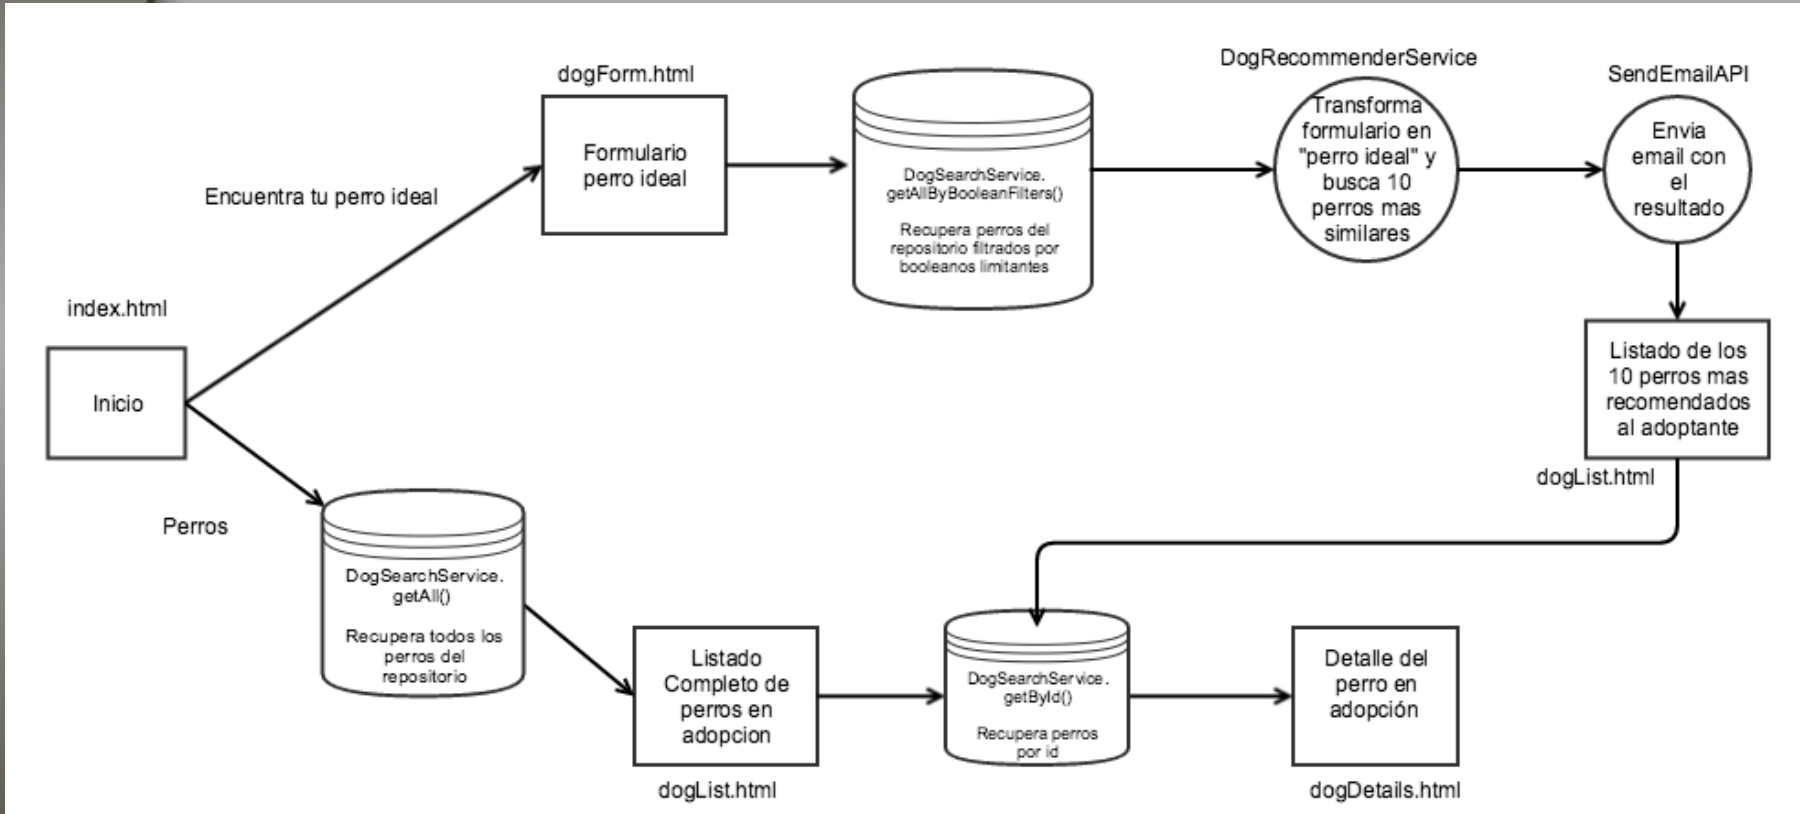 index.html
Inicio
Encuentra tu perro ideal
dogForm.html
Formulario
perro ideal
DogSearchService.
getAllByBooleanFilters()
Recupera perros del
repositorio filtrados por
booleanos limitantes
DogRecommenderService
Transforma
formulario en
"perro ideal" y
busca 10
perros mas
similares
SendEmailAPI
Envia
email con
el
resultado
Listado de los
10 perros mas
recomendados
al adoptante
dogList.html
Perros
DogSearchService.
getAll()
Recupera todos los
perros del
repositorio
Listado
Completo de
perros en
adopcion
dogList.html
DogSearchService.
getById()
Recupera perros
por id
Detalle del
perro en
adopción
dogDetails.html